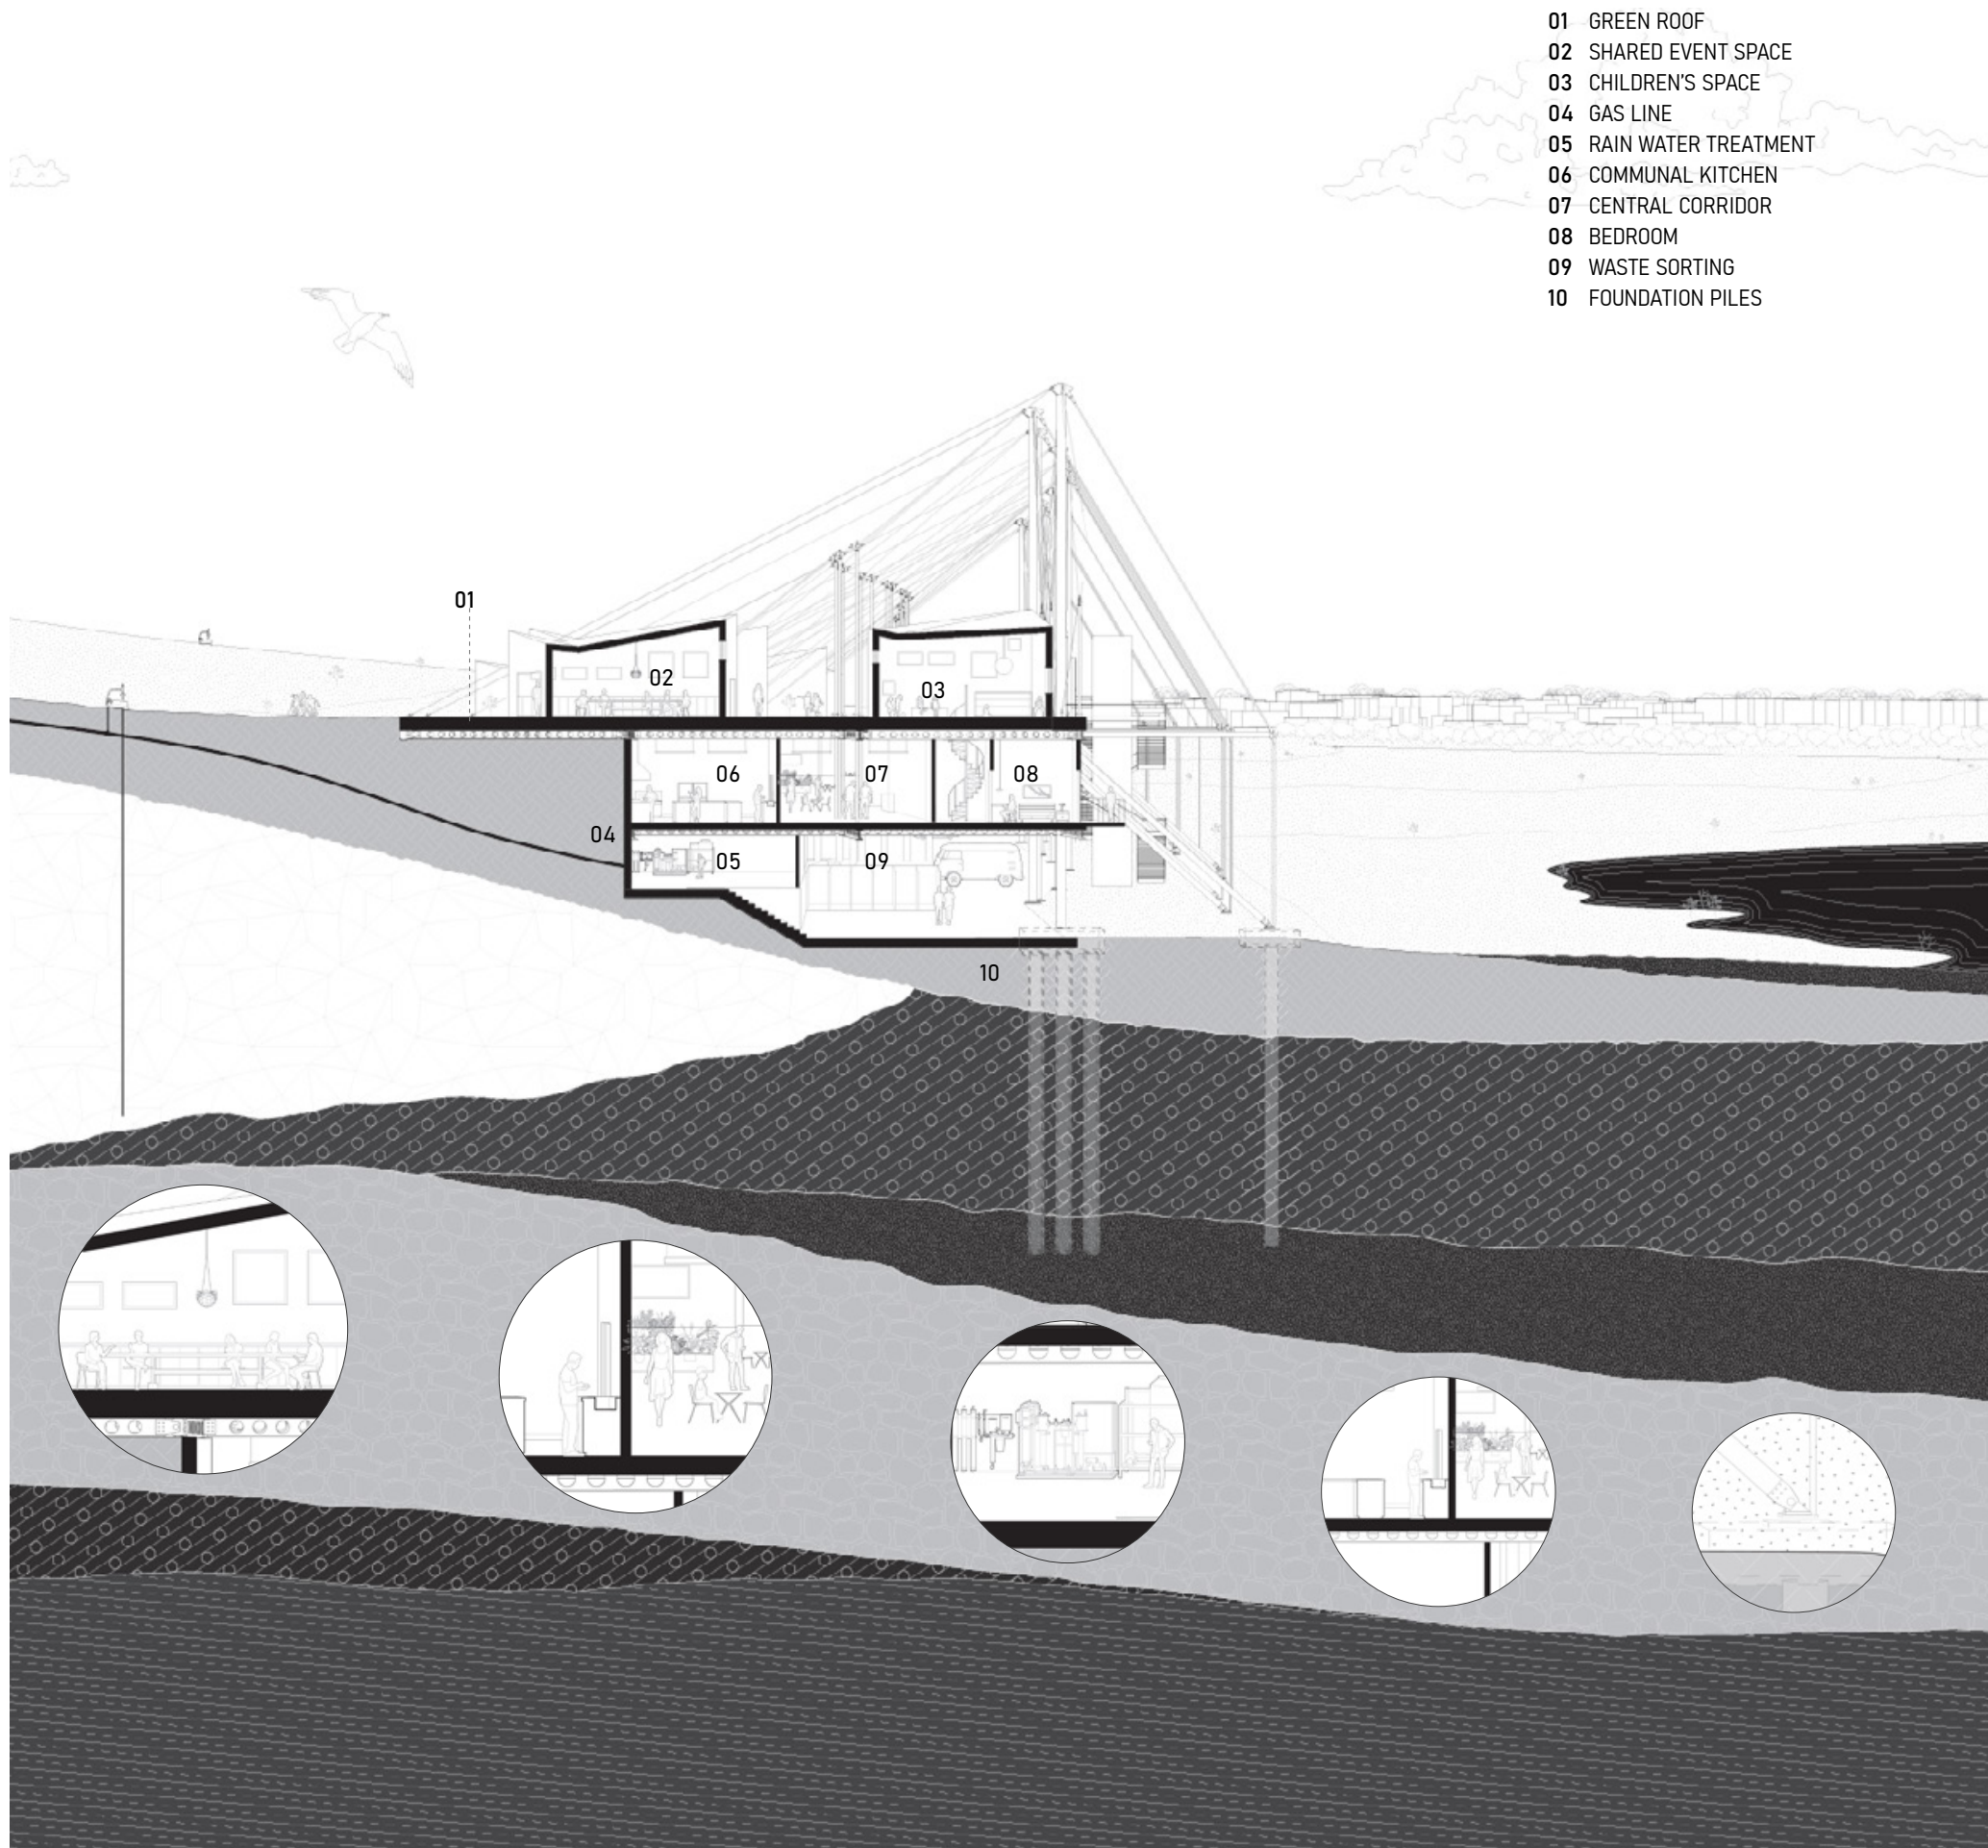 01 GREEN ROOF
02 SHARED EVENT SPACE
03 CHILDREN'S SPACE
04 GAS LINE
05 RAIN WATER TREATMENT
06 COMMUNAL KITCHEN
07 CENTRAL CORRIDOR
08 BEDROOM
09 WASTE SORTING
10 FOUNDATION PILES
01
02
03
06
07
08
04
05
09
10